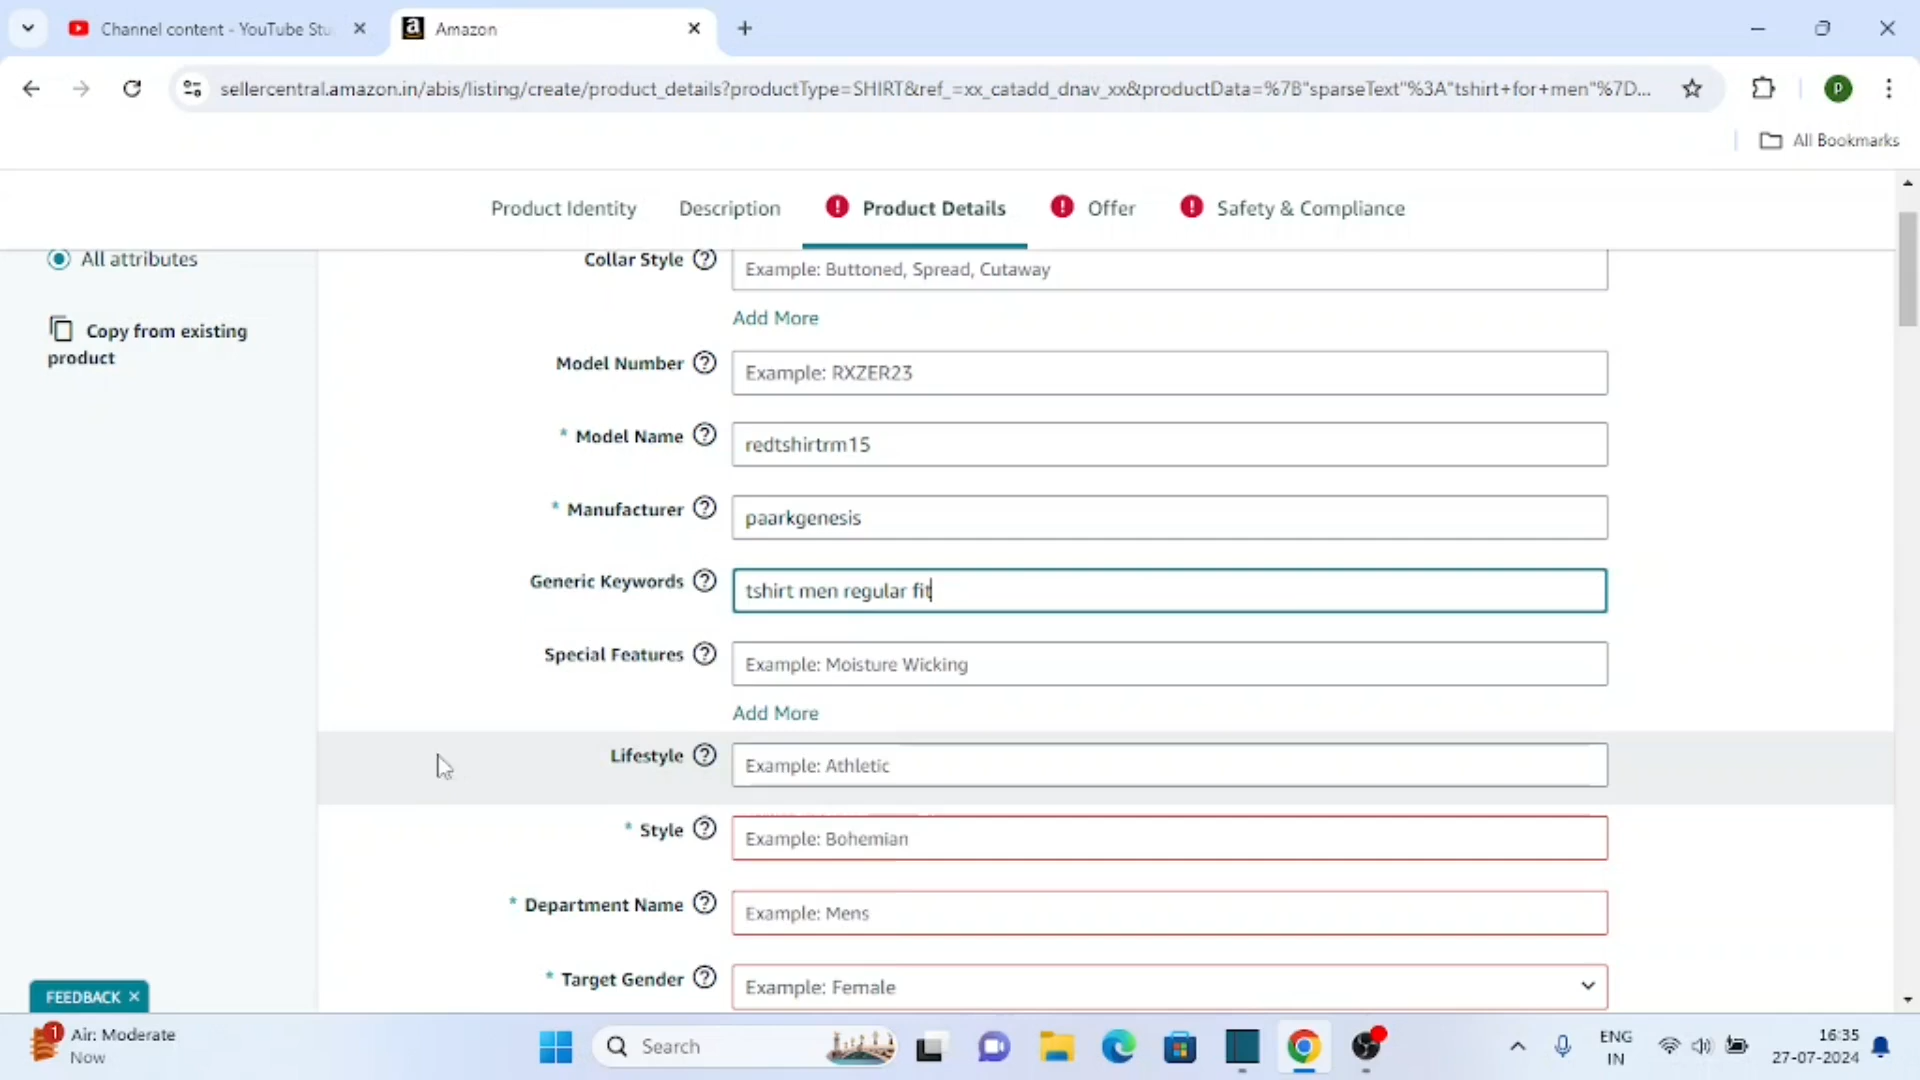 Channel content - YouTube Stu
Amazon
sellercentral.amazon.in/abis/listing/create/product_details?productType=SHIRT&ref_=xx_catadd_dnav_xx&productData=%7B"sparseText"%3A"tshirt+for+men"%7D...
P
All Bookmarks
Product Identity
Description
Product Details
Offer
Safety & Compliance
All attributes
Copy from existing
product
Collar Style
Example: Buttoned, Spread, Cutaway
Add More
Model Number
Example: RXZER23
* Model Name
redtshirtrm15
* Manufacturer
paarkgenesis
Generic Keywords
tshirt men regular fit
Special Features
Example: Moisture Wicking
Add More
Lifestyle
Example: Athletic
* Style
Example: Bohemian
* Department Name
Example: Mens
* Target Gender
Example: Female
FEEDBACK ×
1
Air: Moderate
Now
Search
ENG
IN
16:35
27-07-2024